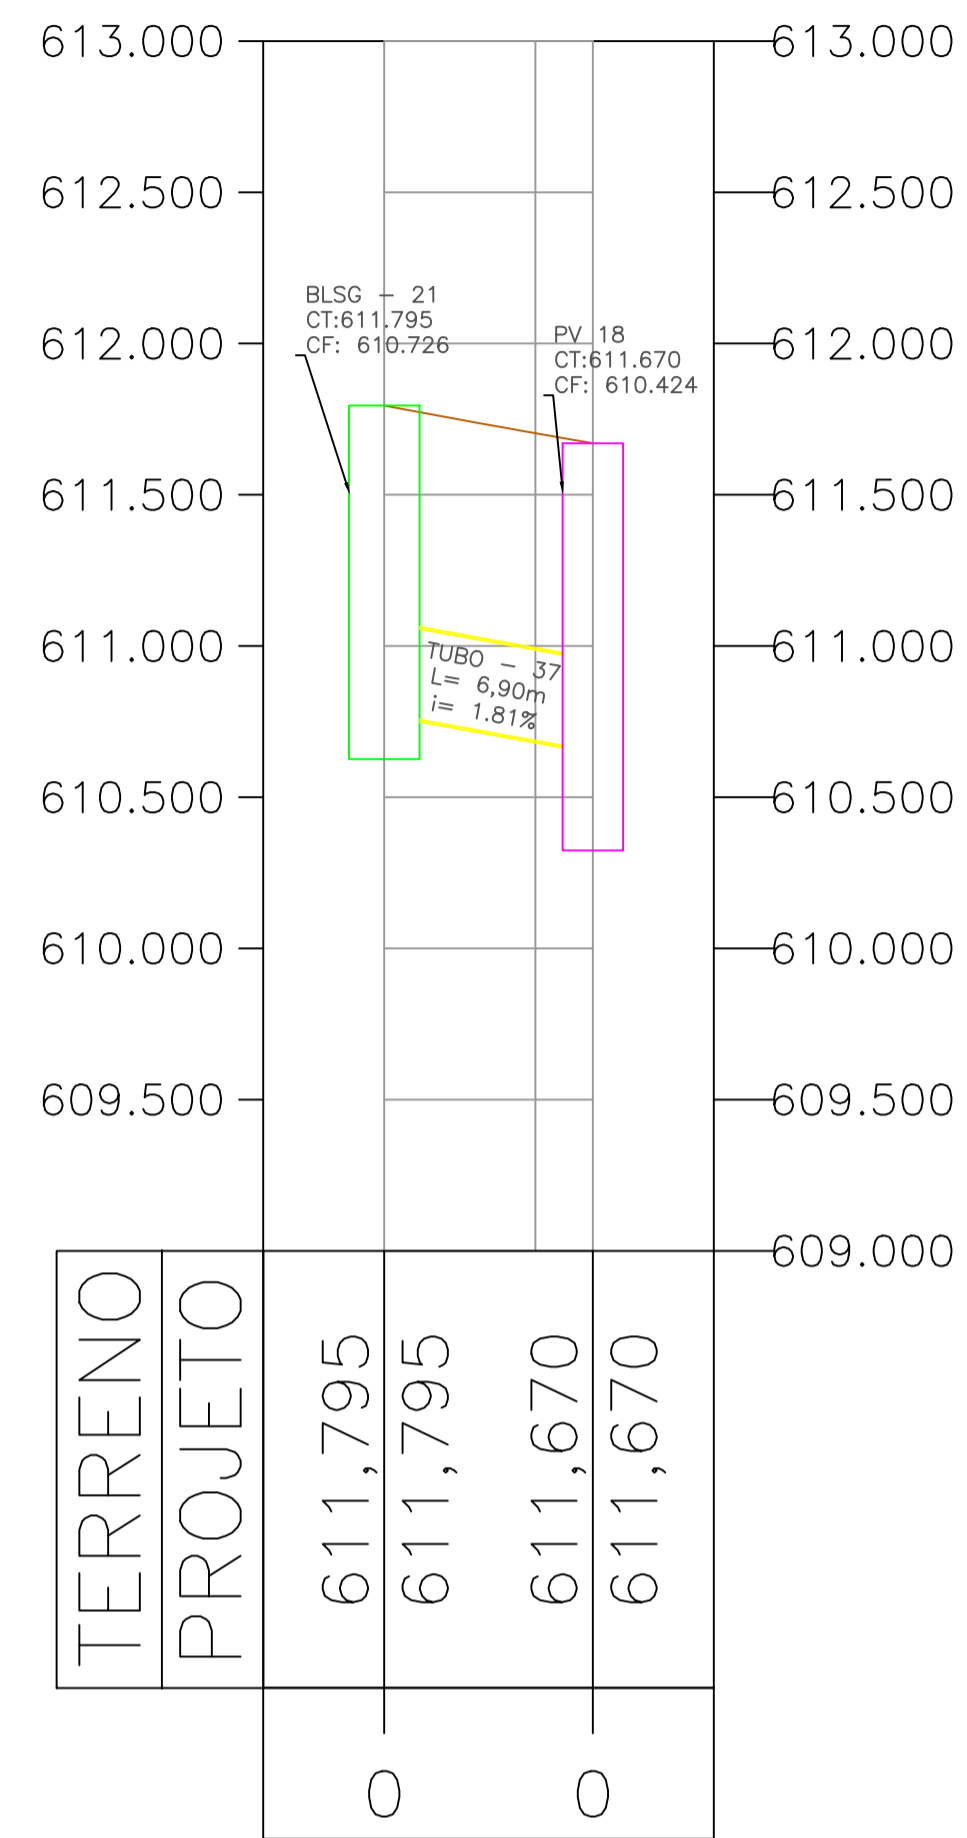 613.000 613.000
612.500 612.500
BLSG - 21
CT:611.795
CF: 610.726
PV 18
CT:611.670
CF: 610.424
612.000 612.000
611.500 611.500
611.000 611.000
TUBO - 37
L= 6,90m
i= 1.81%
610.500 610.500
610.000 610.000
609.500 609.500
609.000
TERRENO
PROJETO
611,795
611,795
611,670
611,670
0 0